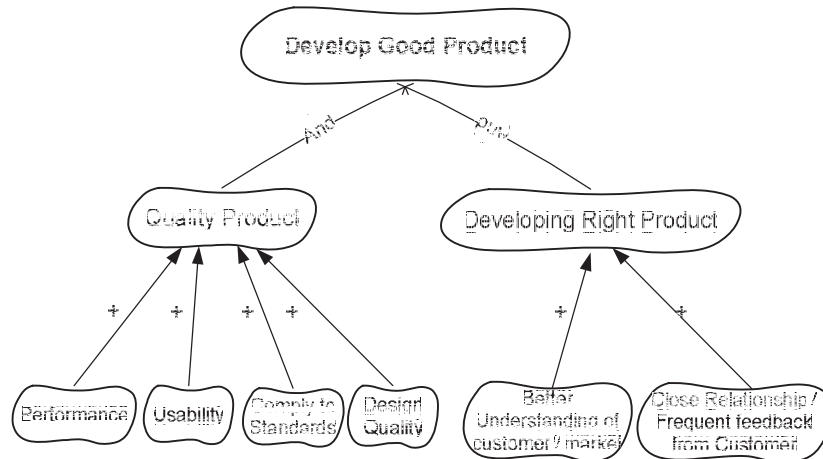 Develop Good Product
And
And
Quality Product
Developing Right Product
+
+
+
+
+
+
Performance
Usability
Comply to
Standards
Design
Quality
Better
Understanding of
customer / market
Close Relationship /
Frequent feedback
from Customer